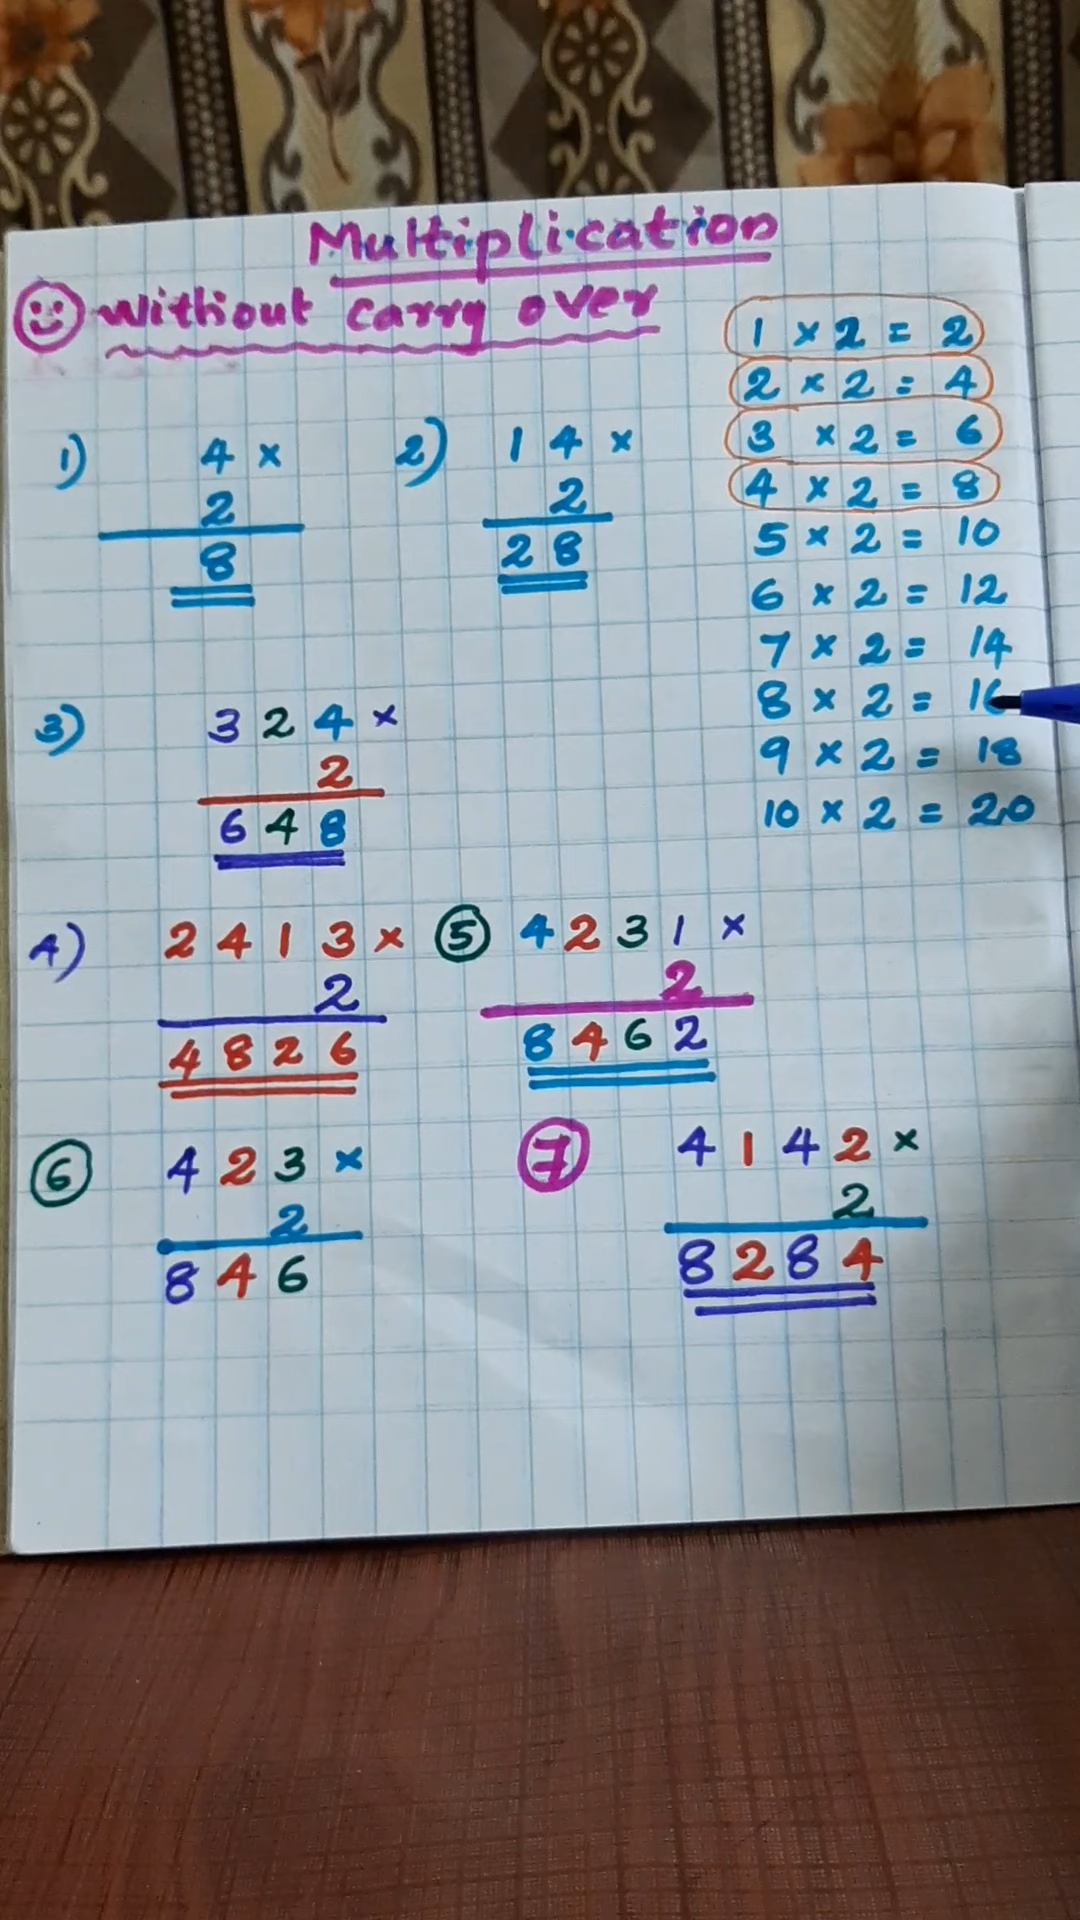 Multiplication
without carry over
1 × 2 = 2
2 × 2 = 4
3 × 2 = 6
4 × 2 = 8
5 × 2 = 10
6 × 2 = 12
7 × 2 = 14
8 × 2 = 16
9 × 2 = 18
10 × 2 = 20
1) 4 ×
2
8
2) 14 ×
2
28
3) 324 ×
2
648
4) 2413 ×
2
4826
5 4231 ×
2
8462
6 423 ×
2
846
7 4142 ×
2
8284